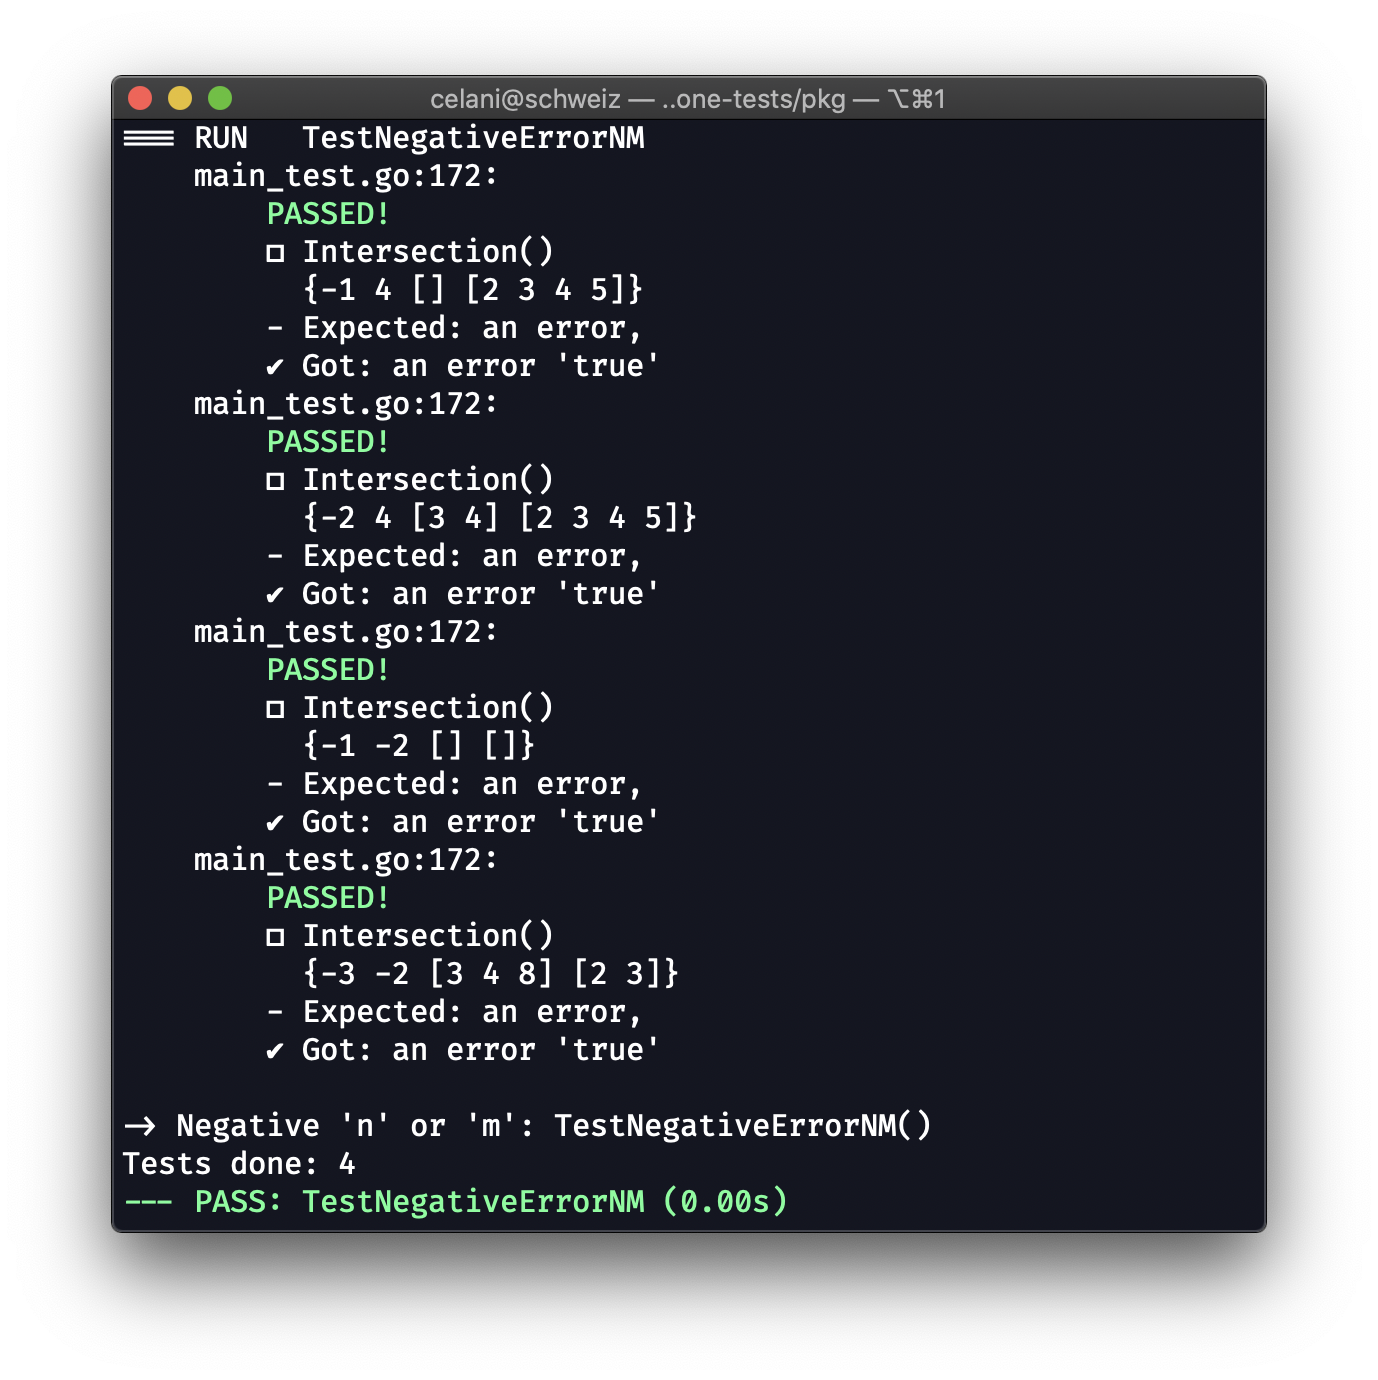 celani@schweiz — ..one-tests/pkg — ⌥⌘1
=== RUN   TestNegativeErrorNM
    main_test.go:172:
        PASSED!
        □ Intersection()
          {-1 4 [] [2 3 4 5]}
        - Expected: an error,
        ✔ Got: an error 'true'
    main_test.go:172:
        PASSED!
        □ Intersection()
          {-2 4 [3 4] [2 3 4 5]}
        - Expected: an error,
        ✔ Got: an error 'true'
    main_test.go:172:
        PASSED!
        □ Intersection()
          {-1 -2 [] []}
        - Expected: an error,
        ✔ Got: an error 'true'
    main_test.go:172:
        PASSED!
        □ Intersection()
          {-3 -2 [3 4 8] [2 3]}
        - Expected: an error,
        ✔ Got: an error 'true'

-> Negative 'n' or 'm': TestNegativeErrorNM()
Tests done: 4
--- PASS: TestNegativeErrorNM (0.00s)